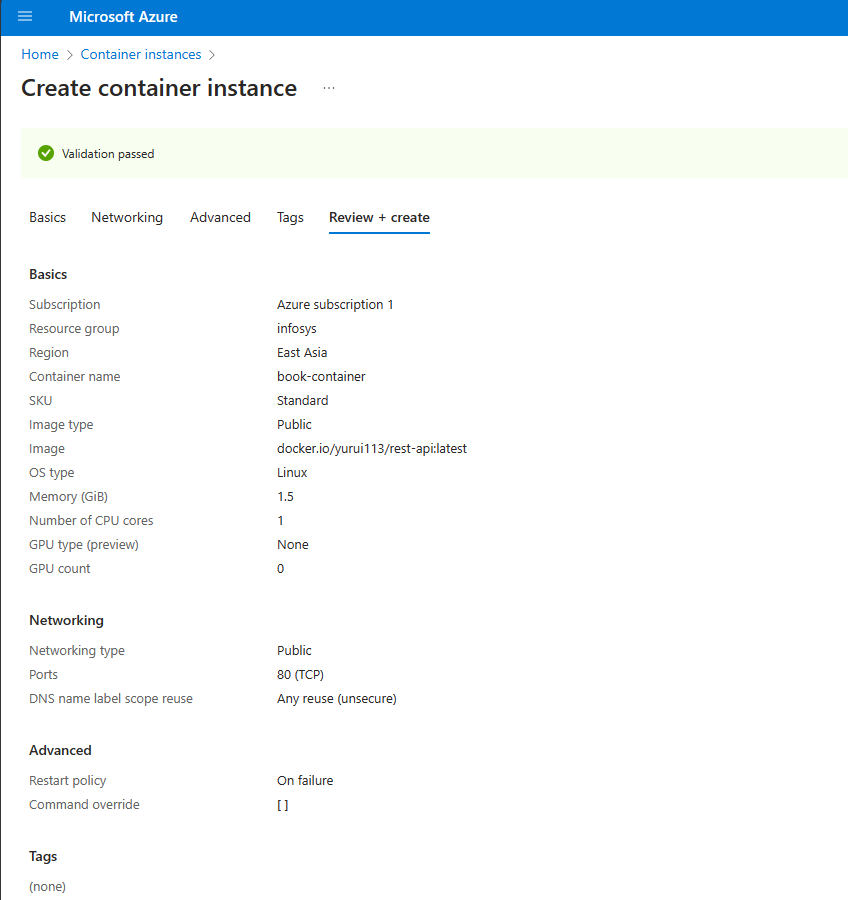 Microsoft Azure
Home > Container instances >
Create container instance ...
Validation passed
Basics Networking Advanced Tags Review + create
Basics
Subscription Azure subscription 1
Resource group infosys
Region East Asia
Container name book-container
SKU Standard
Image type Public
Image docker.io/yurui113/rest-api:latest
OS type Linux
Memory (GiB) 1.5
Number of CPU cores 1
GPU type (preview) None
GPU count 0
Networking
Networking type Public
Ports 80 (TCP)
DNS name label scope reuse Any reuse (unsecure)
Advanced
Restart policy On failure
Command override [ ]
Tags
(none)